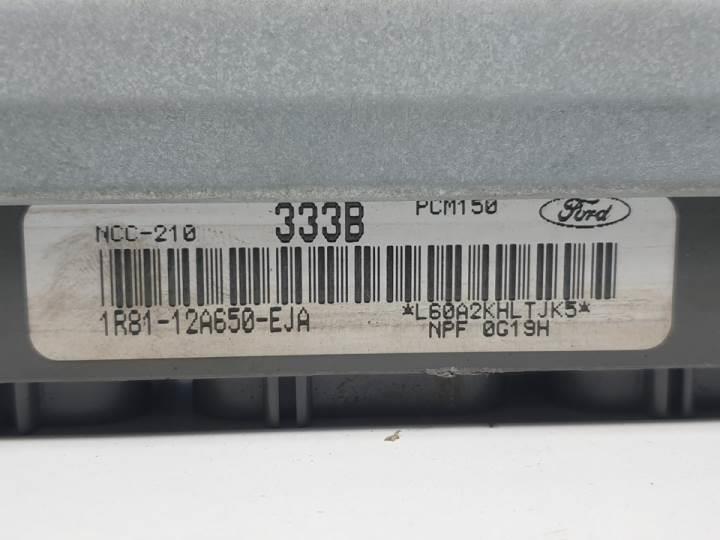 NCC-210 333B PCM150 Ford
1R81-12A650-EJA *L60A2KHLTJK5*
NPF 0G19H